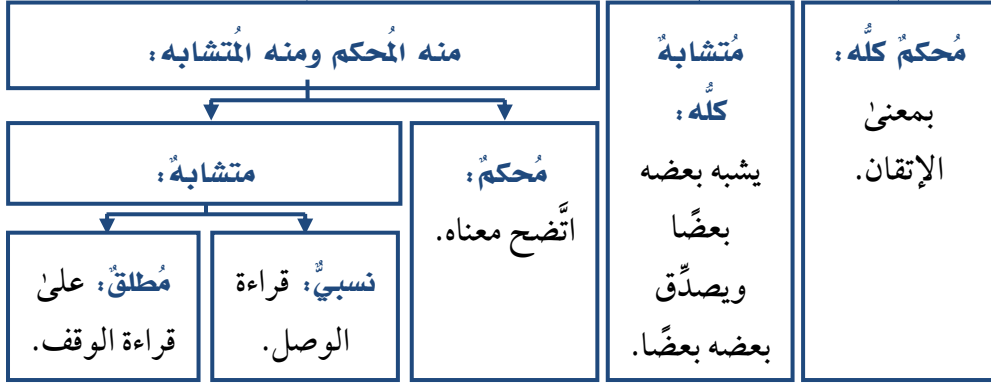 مُحكمٌ كلُّه:
بمعنىٰ
الإتقان.
مُتشابهٌ
كلُّه:
يشبه بعضه
بعضًا
ويصدِّق
بعضه بعضًا.
منه المُحكم ومنه المُتشابه:
مُحكمٌ:
اتَّضح معناه.
متشابهٌ:
نسبيٌّ: قراءة
الوصل.
مُطلقٌ: علىٰ
قراءة الوقف.